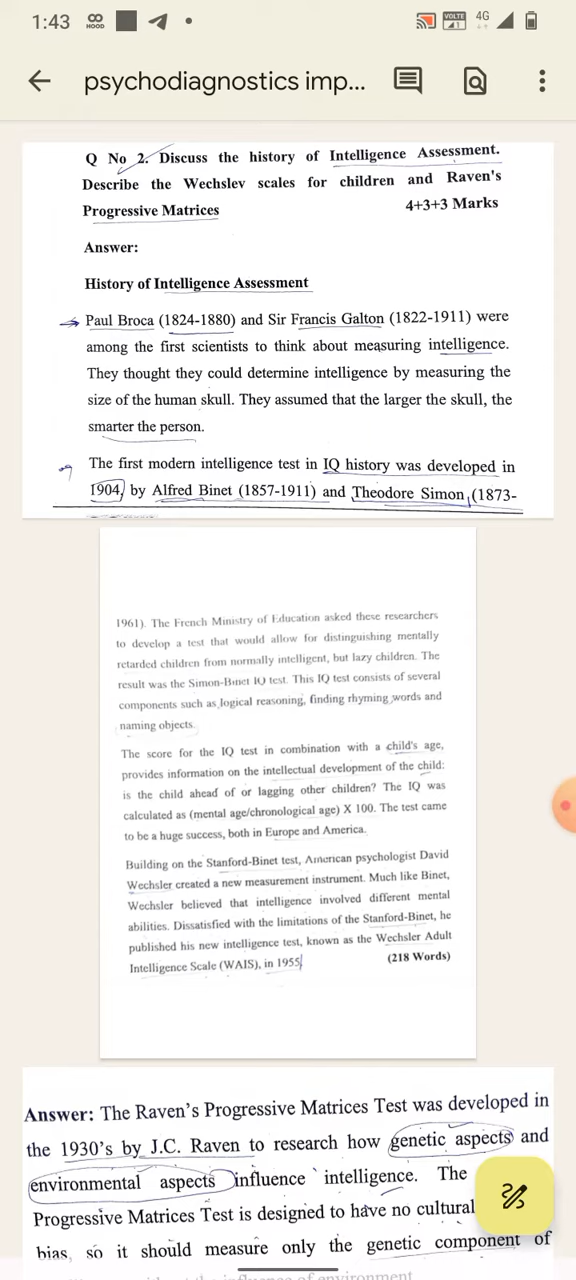 1:43
HOOD
VOLTE
4G
psychodiagnostics imp...
Q No 2. Discuss the history of Intelligence Assessment.
Describe the Wechslev scales for children and Raven's
Progressive Matrices 4+3+3 Marks
Answer:
History of Intelligence Assessment
Paul Broca (1824-1880) and Sir Francis Galton (1822-1911) were
among the first scientists to think about measuring intelligence.
They thought they could determine intelligence by measuring the
size of the human skull. They assumed that the larger the skull, the
smarter the person.
The first modern intelligence test in IQ history was developed in
1904, by Alfred Binet (1857-1911) and Theodore Simon (1873-
1961). The French Ministry of Education asked these researchers
to develop a test that would allow for distinguishing mentally
retarded children from normally intelligent, but lazy children. The
result was the Simon-Binet IQ test. This IQ test consists of several
components such as logical reasoning, finding rhyming words and
naming objects.
The score for the IQ test in combination with a child's age,
provides information on the intellectual development of the child:
is the child ahead of or lagging other children? The IQ was
calculated as (mental age/chronological age) X 100. The test came
to be a huge success, both in Europe and America.
Building on the Stanford-Binet test, American psychologist David
Wechsler created a new measurement instrument. Much like Binet,
Wechsler believed that intelligence involved different mental
abilities. Dissatisfied with the limitations of the Stanford-Binet, he
published his new intelligence test, known as the Wechsler Adult
Intelligence Scale (WAIS), in 1955 (218 Words)
Answer: The Raven's Progressive Matrices Test was developed in
the 1930's by J.C. Raven to research how genetic aspects and
environmental aspects influence intelligence. The
Progressive Matrices Test is designed to have no cultural
bias, so it should measure only the genetic component of